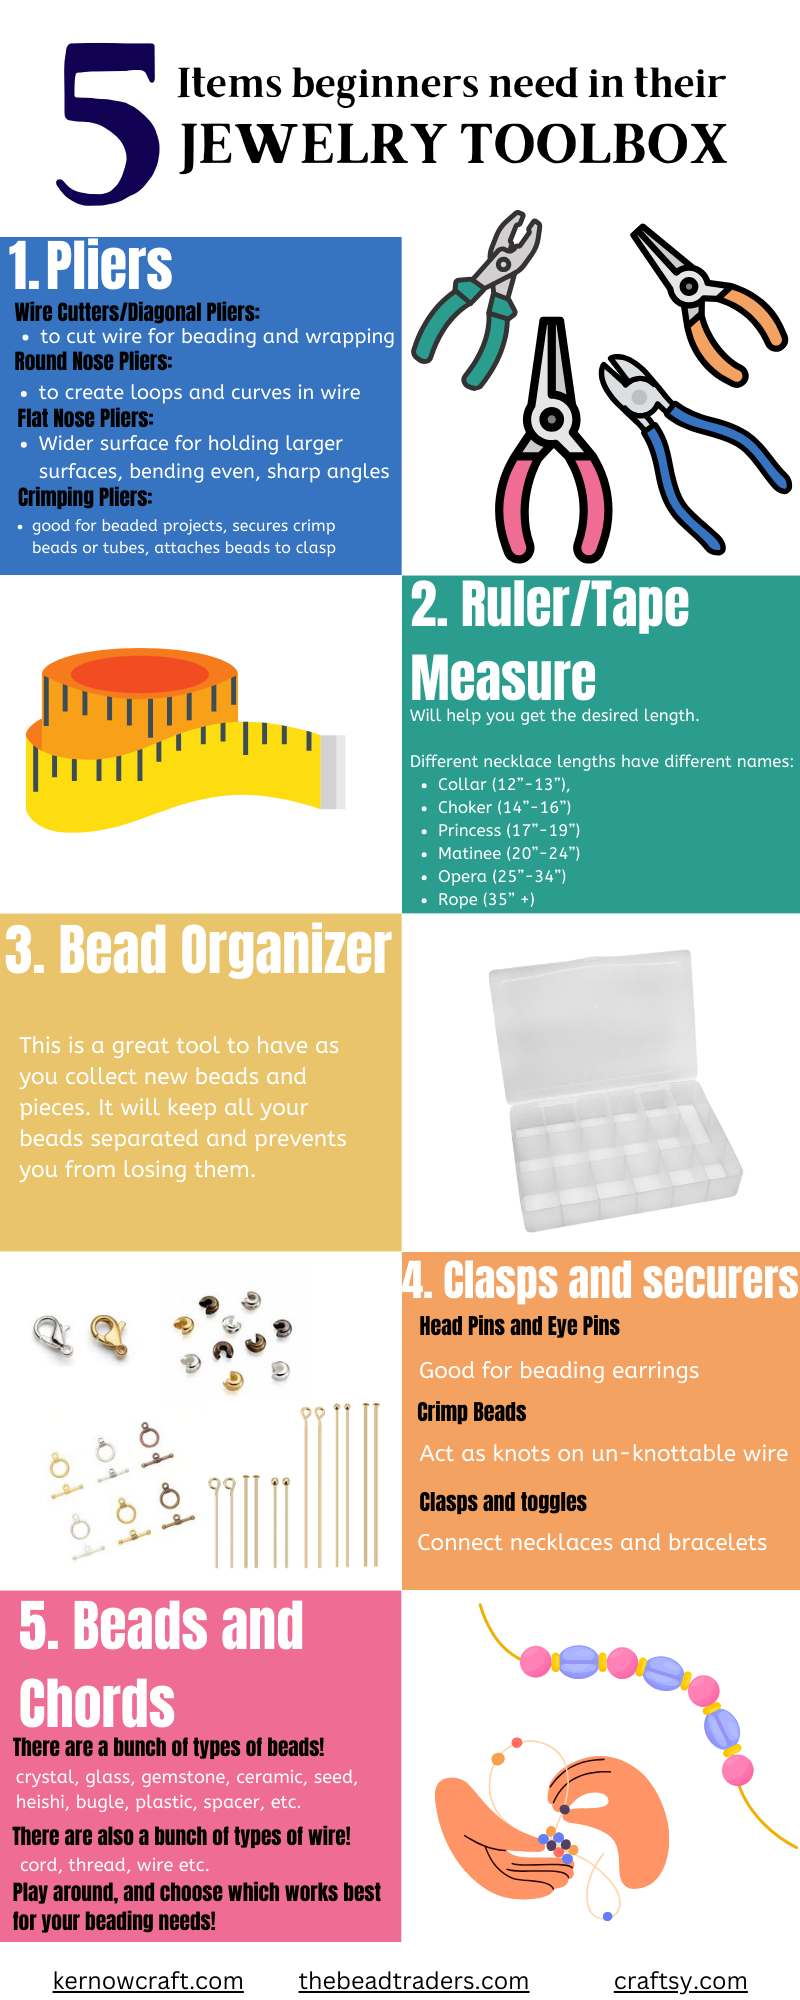 5 Items beginners need in their
JEWELRY TOOLBOX
1. Pliers
Wire Cutters/Diagonal Pliers:
• to cut wire for beading and wrapping
Round Nose Pliers:
• to create loops and curves in wire
Flat Nose Pliers:
• Wider surface for holding larger
surfaces, bending even, sharp angles
Crimping Pliers:
• good for beaded projects, secures crimp
beads or tubes, attaches beads to clasp
2. Ruler/Tape
Measure
Will help you get the desired length.
Different necklace lengths have different names:
• Collar (12”-13”),
• Choker (14”-16”)
• Princess (17”-19”)
• Matinee (20”-24”)
• Opera (25”-34”)
• Rope (35” +)
3. Bead Organizer
This is a great tool to have as
you collect new beads and
pieces. It will keep all your
beads separated and prevents
you from losing them.
4. Clasps and securers
Head Pins and Eye Pins
Good for beading earrings
Crimp Beads
Act as knots on un-knottable wire
Clasps and toggles
Connect necklaces and bracelets
5. Beads and
Chords
There are a bunch of types of beads!
crystal, glass, gemstone, ceramic, seed,
heishi, bugle, plastic, spacer, etc.
There are also a bunch of types of wire!
cord, thread, wire etc.
Play around, and choose which works best
for your beading needs!
kernowcraft.com thebeadtraders.com craftsy.com